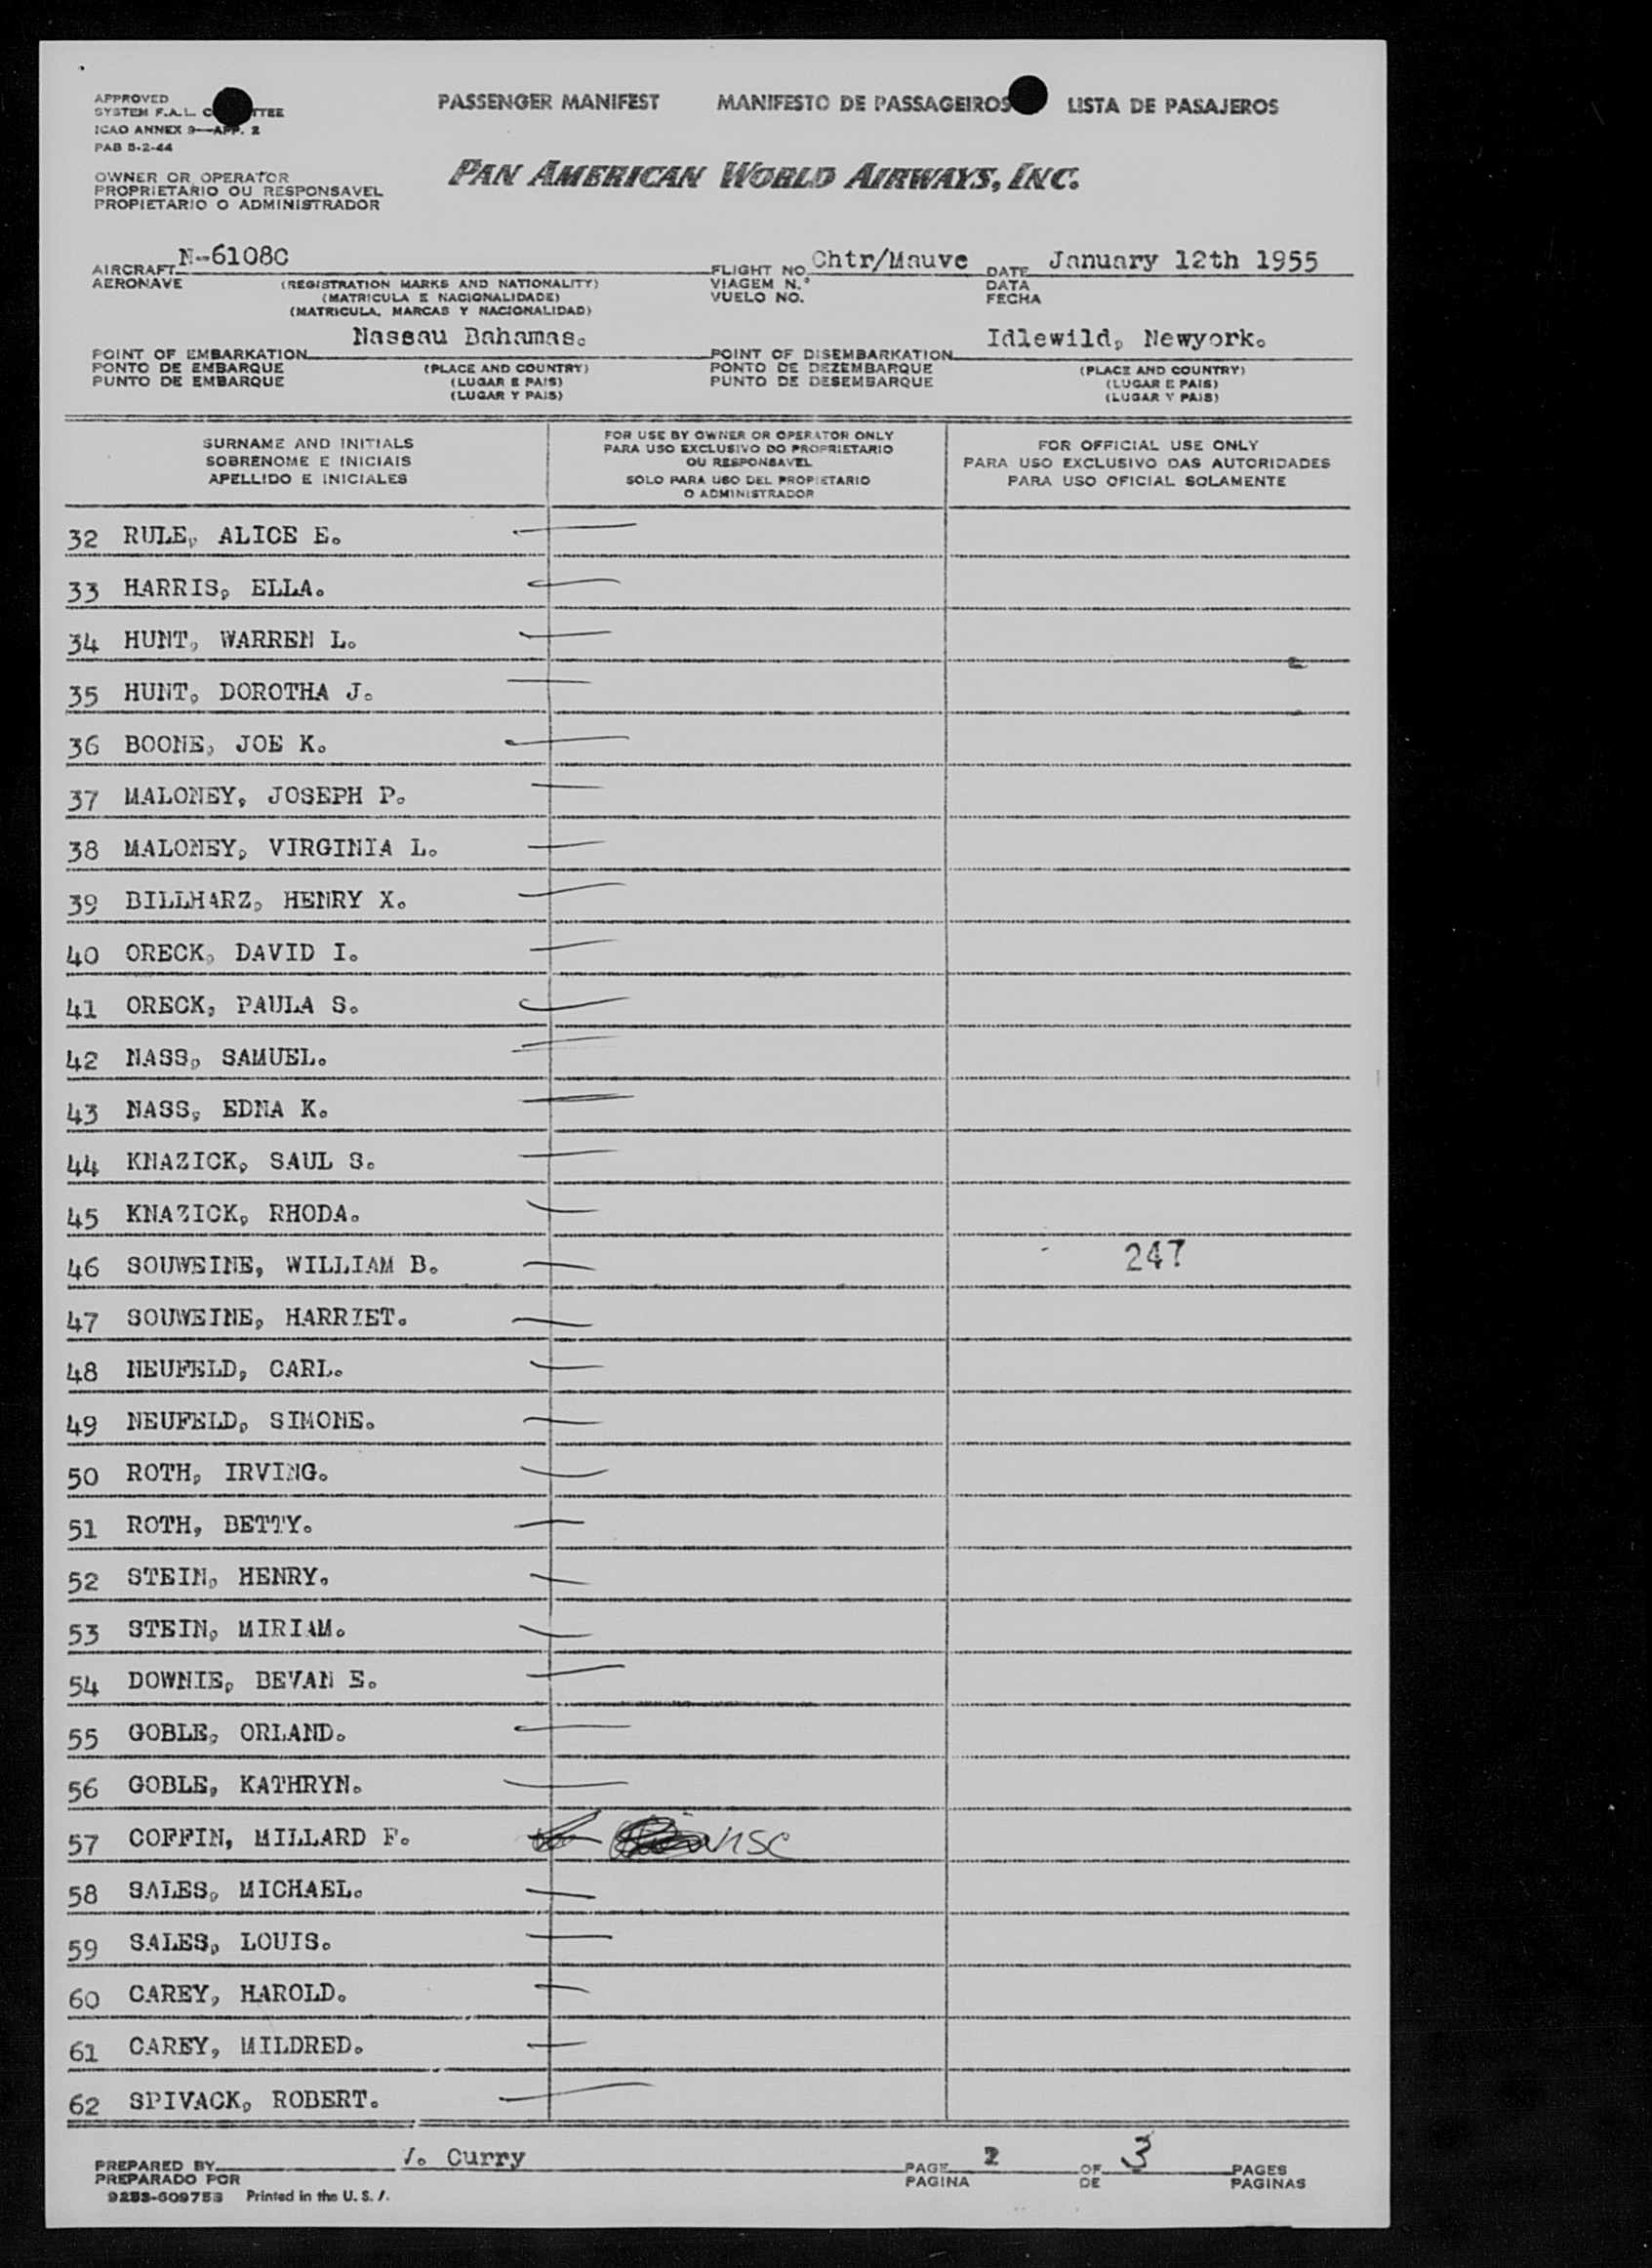 APPROVED
SYSTEM F.A.L. C TTEE
ICAO ANNEX 9—APP. 2
PAB 5-2-44
PASSENGER MANIFEST MANIFESTO DE PASSAGEIROS LISTA DE PASAJEROS
OWNER OR OPERATOR
PROPRIETARIO OU RESPONSAVEL
PROPIETARIO O ADMINISTRADOR
PAN AMERICAN WORLD AIRWAYS, INC.
AIRCRAFT N-6108C FLIGHT NO. Chtr/Mauve DATE January 12th 1955
AERONAVE (REGISTRATION MARKS AND NATIONALITY) VIAGEM N.° DATA
(MATRICULA E NACIONALIDADE) VUELO NO. FECHA
(MATRICULA, MARCAS Y NACIONALIDAD)
POINT OF EMBARKATION Nassau Bahamas. POINT OF DISEMBARKATION Idlewild, Newyork.
PONTO DE EMBARQUE (PLACE AND COUNTRY) PONTO DE DEZEMBARQUE (PLACE AND COUNTRY)
PUNTO DE EMBARQUE (LUGAR E PAIS) PUNTO DE DESEMBARQUE (LUGAR E PAIS)
(LUGAR Y PAIS) (LUGAR Y PAIS)
SURNAME AND INITIALS
SOBRENOME E INICIAIS
APELLIDO E INICIALES
FOR USE BY OWNER OR OPERATOR ONLY
PARA USO EXCLUSIVO DO PROPRIETARIO
OU RESPONSAVEL
SOLO PARA USO DEL PROPIETARIO
O ADMINISTRADOR
FOR OFFICIAL USE ONLY
PARA USO EXCLUSIVO DAS AUTORIDADES
PARA USO OFICIAL SOLAMENTE
32 RULE, ALICE E.
33 HARRIS, ELLA.
34 HUNT, WARREN L.
35 HUNT, DOROTHA J.
36 BOONE, JOE K.
37 MALONEY, JOSEPH P.
38 MALONEY, VIRGINIA L.
39 BILLHARZ, HENRY X.
40 ORECK, DAVID I.
41 ORECK, PAULA S.
42 NASS, SAMUEL.
43 NASS, EDNA K.
44 KNAZICK, SAUL S.
45 KNAZICK, RHODA.
46 SOUWEINE, WILLIAM B. 247
47 SOUWEINE, HARRIET.
48 NEUFELD, CARL.
49 NEUFELD, SIMONE.
50 ROTH, IRVING.
51 ROTH, BETTY.
52 STEIN, HENRY.
53 STEIN, MIRIAM.
54 DOWNIE, BEVAN E.
55 GOBLE, ORLAND.
56 GOBLE, KATHRYN.
57 COFFIN, MILLARD F.
58 SALES, MICHAEL.
59 SALES, LOUIS.
60 CAREY, HAROLD.
61 CAREY, MILDRED.
62 SPIVACK, ROBERT.
PREPARED BY Curry PAGE 2 OF 3 PAGES
PREPARADO POR PAGINA DE PAGINAS
9253-609753 Printed in the U. S. A.